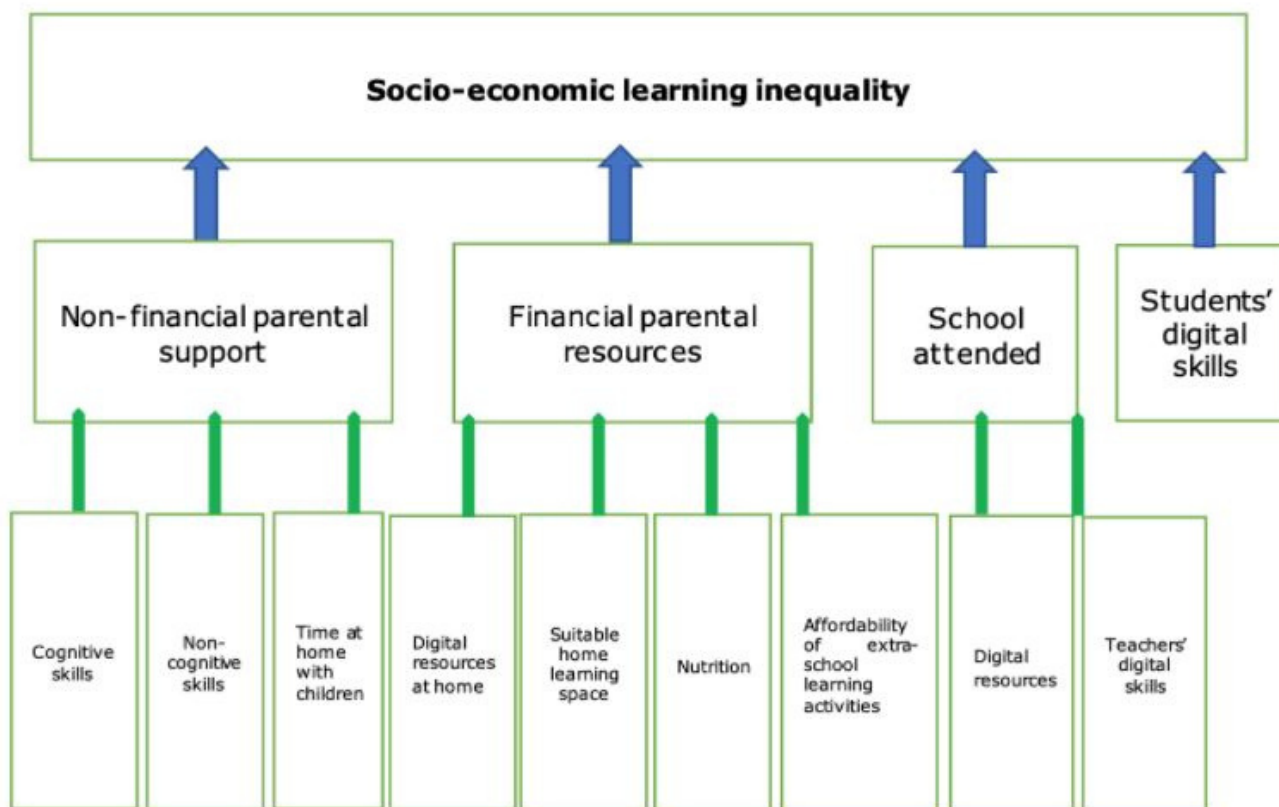 Socio-economic learning inequality
Non-financial parental
support
Financial parental
resources
School
attended
Students’
digital
skills
Cognitive
skills
Non-
cognitive
skills
Time at
home
with
children
Digital
resources
at home
Suitable
home
learning
space
Nutrition
Affordability
of extra-
school
learning
activities
Digital
resources
Teachers’
digital
skills